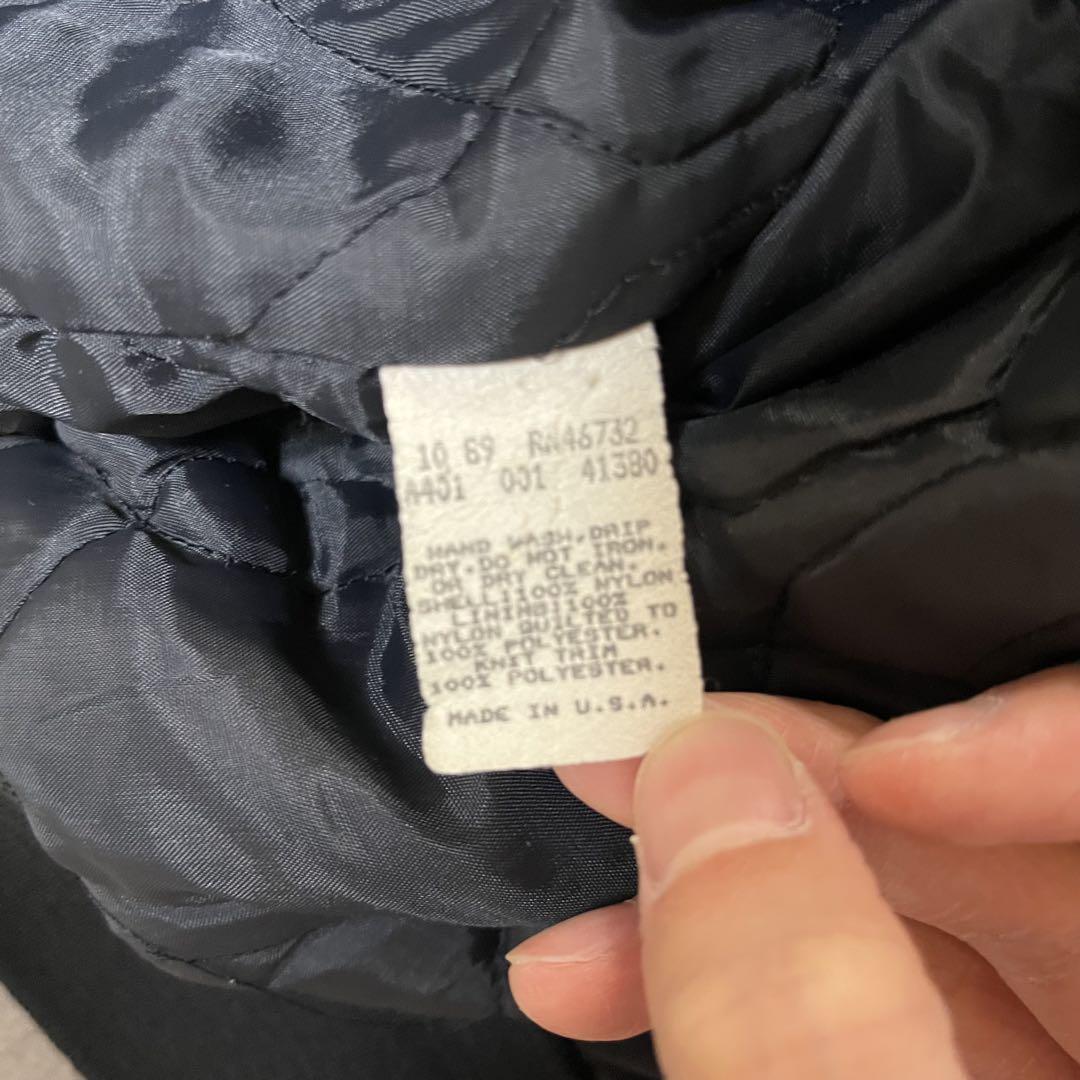 10 89 RN46732
A401 001 41380
HAND WASH.DRIP
DRY.DO NOT IRON.
OR DRY CLEAN.
SHELL:100% NYLON
LINING:100%
NYLON QUILTED TO
100% POLYESTER.
KNIT TRIM
100% POLYESTER.
MADE IN U.S.A.